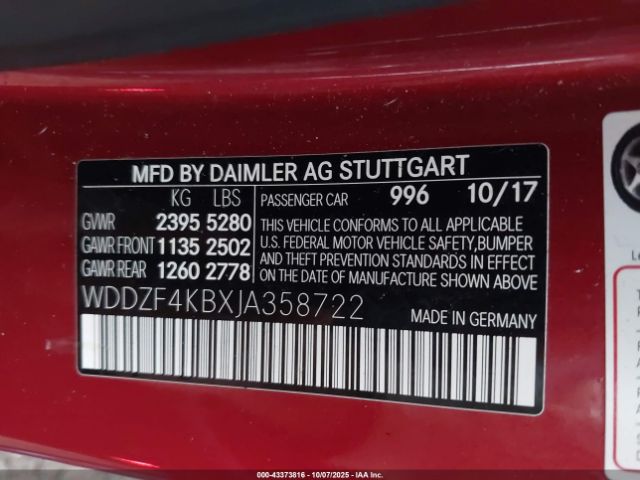 MFD BY DAIMLER AG STUTTGART
KG LBS
GVWR 2395 5280
GAWR FRONT 1135 2502
GAWR REAR 1260 2778
PASSENGER CAR 996 10/17
THIS VEHICLE CONFORMS TO ALL APPLICABLE
U.S. FEDERAL MOTOR VEHICLE SAFETY,BUMPER
AND THEFT PREVENTION STANDARDS IN EFFECT
ON THE DATE OF MANUFACTURE SHOWN ABOVE
WDDZF4KBXJA358722
MADE IN GERMANY
000-43373816 - 10/07/2025 - IAA, Inc.